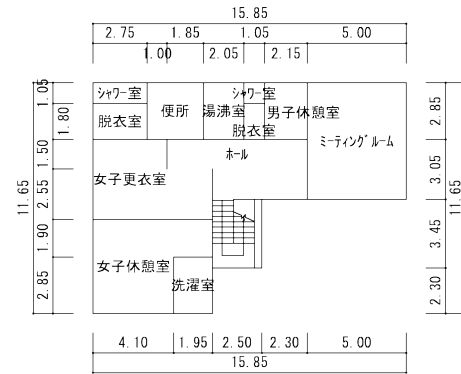 15.85
2.75 1.85 1.05 5.00
1.00 2.05 2.15
シャワー室 シャワー室
脱衣室 便所 湯沸室 男子休憩室
脱衣室 ミーティングルーム
ホール
女子更衣室
女子休憩室
洗濯室
11.65
1.05
1.80
1.50
2.55
1.90
2.85
2.85
3.05
3.45
2.30
11.65
4.10 1.95 2.50 2.30 5.00
15.85